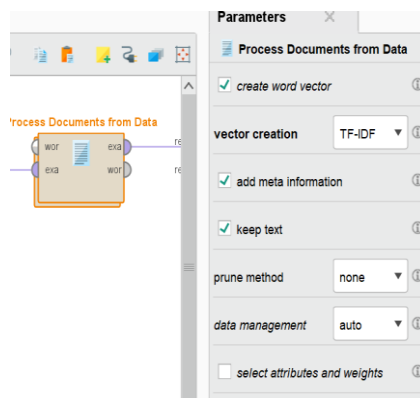 Parameters
Process Documents from Data
create word vector
Process Documents from Data
vector creation TF-IDF
wor exa re
exa wor re
add meta information
keep text
prune method none
data management auto
select attributes and weights